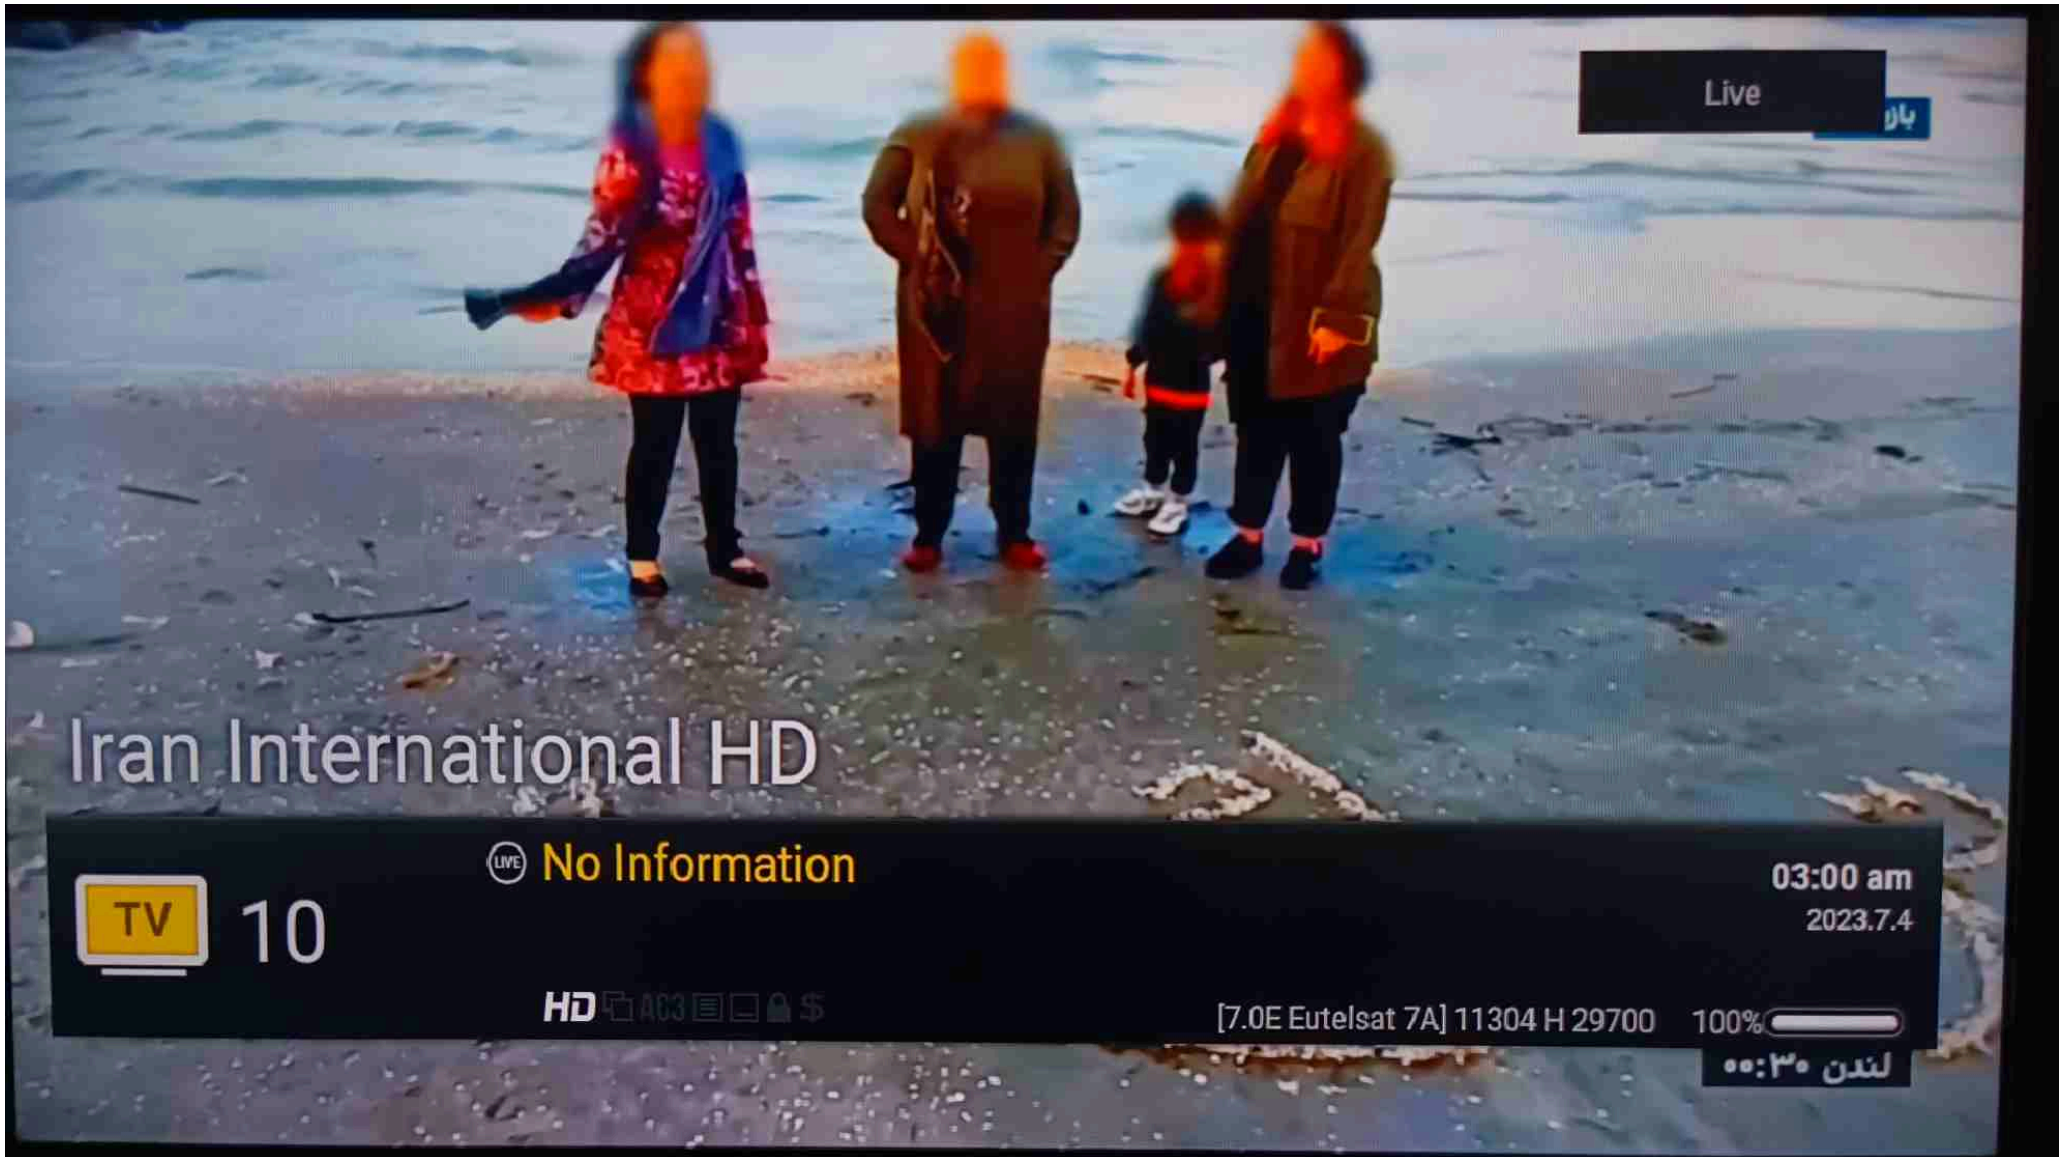 Live
Iran International HD
LIVE No Information
03:00 am
TV 10
2023.7.4
HD AC3 $
[7.0E Eutelsat 7A] 11304 H 29700 100%
لندن ۰۰:۳۰